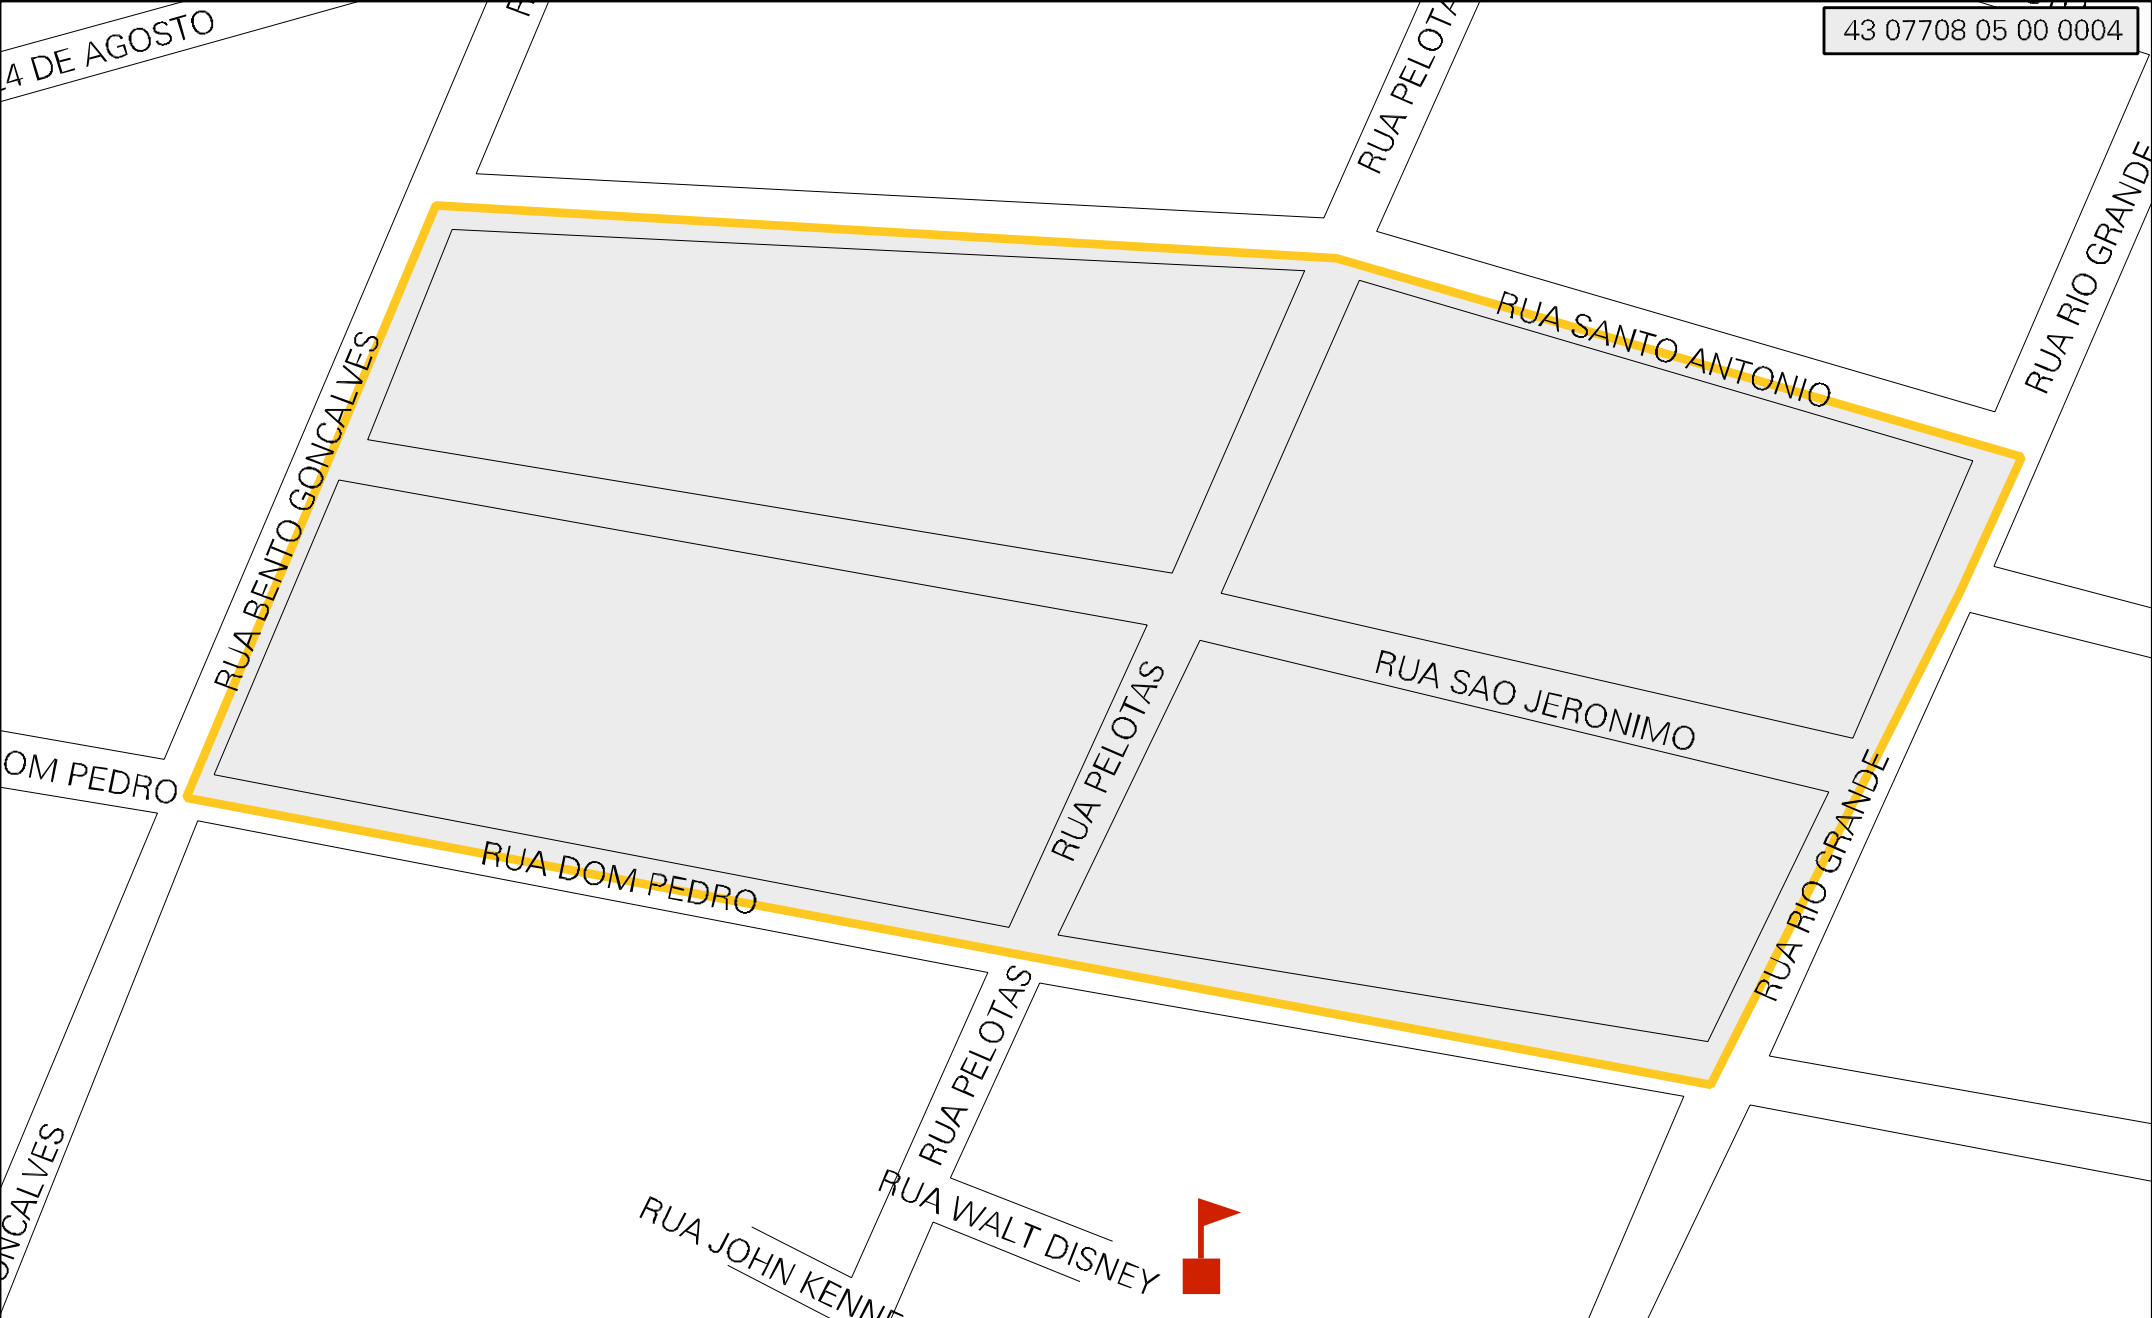 43 07708 05 00 0004
4 DE AGOSTO
RUA PELOTA
RUA RIO GRANDE
RUA SANTO ANTONIO
RUA BENTO GONCALVES
RUA SAO JERONIMO
RUA PELOTAS
OM PEDRO
RUA RIO GRANDE
RUA DOM PEDRO
RUA PELOTAS
ONCALVES
RUA WALT DISNEY
RUA JOHN KENNE